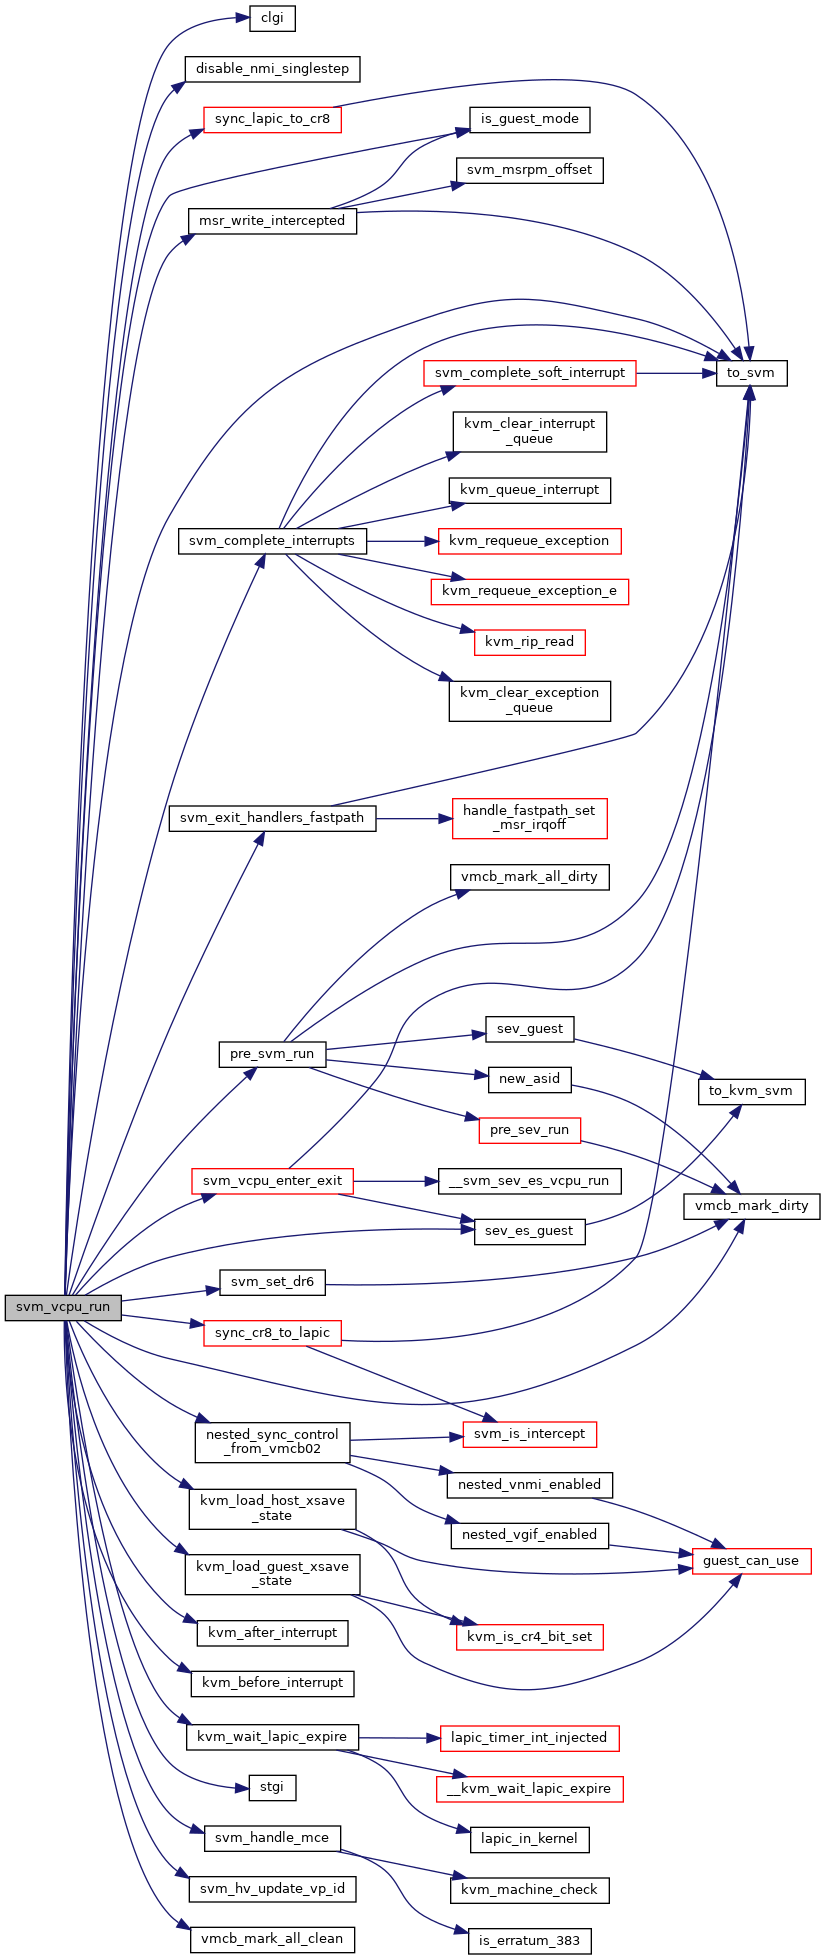 clgi
disable_nmi_singlestep
sync_lapic_to_cr8
is_guest_mode
svm_msrpm_offset
msr_write_intercepted
to_svm
svm_complete_soft_interrupt
kvm_clear_interrupt
_queue
kvm_queue_interrupt
svm_complete_interrupts
kvm_requeue_exception
kvm_requeue_exception_e
kvm_rip_read
kvm_clear_exception
_queue
svm_exit_handlers_fastpath
handle_fastpath_set
_msr_irqoff
vmcb_mark_all_dirty
pre_svm_run
sev_guest
new_asid
to_kvm_svm
pre_sev_run
svm_vcpu_enter_exit
__svm_sev_es_vcpu_run
vmcb_mark_dirty
sev_es_guest
svm_set_dr6
svm_vcpu_run
sync_cr8_to_lapic
nested_sync_control
_from_vmcb02
svm_is_intercept
nested_vnmi_enabled
kvm_load_host_xsave
_state
nested_vgif_enabled
guest_can_use
kvm_load_guest_xsave
_state
kvm_after_interrupt
kvm_is_cr4_bit_set
kvm_before_interrupt
kvm_wait_lapic_expire
lapic_timer_int_injected
stgi
__kvm_wait_lapic_expire
svm_handle_mce
lapic_in_kernel
svm_hv_update_vp_id
kvm_machine_check
vmcb_mark_all_clean
is_erratum_383